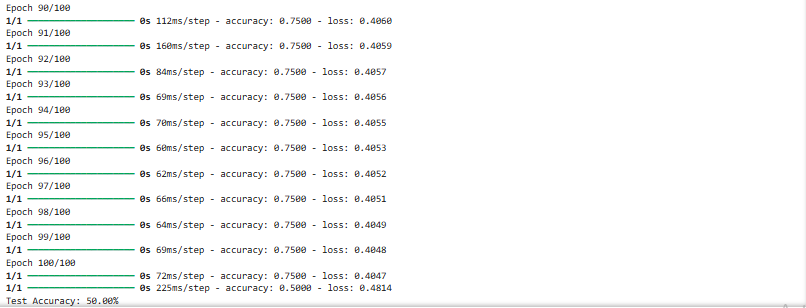 Epoch 90/100
1/1 ━━━━━━━━━━━━━━━━━━━━ 0s 112ms/step - accuracy: 0.7500 - loss: 0.4060
Epoch 91/100
1/1 ━━━━━━━━━━━━━━━━━━━━ 0s 160ms/step - accuracy: 0.7500 - loss: 0.4059
Epoch 92/100
1/1 ━━━━━━━━━━━━━━━━━━━━ 0s 84ms/step - accuracy: 0.7500 - loss: 0.4057
Epoch 93/100
1/1 ━━━━━━━━━━━━━━━━━━━━ 0s 69ms/step - accuracy: 0.7500 - loss: 0.4056
Epoch 94/100
1/1 ━━━━━━━━━━━━━━━━━━━━ 0s 70ms/step - accuracy: 0.7500 - loss: 0.4055
Epoch 95/100
1/1 ━━━━━━━━━━━━━━━━━━━━ 0s 60ms/step - accuracy: 0.7500 - loss: 0.4053
Epoch 96/100
1/1 ━━━━━━━━━━━━━━━━━━━━ 0s 62ms/step - accuracy: 0.7500 - loss: 0.4052
Epoch 97/100
1/1 ━━━━━━━━━━━━━━━━━━━━ 0s 66ms/step - accuracy: 0.7500 - loss: 0.4051
Epoch 98/100
1/1 ━━━━━━━━━━━━━━━━━━━━ 0s 64ms/step - accuracy: 0.7500 - loss: 0.4049
Epoch 99/100
1/1 ━━━━━━━━━━━━━━━━━━━━ 0s 69ms/step - accuracy: 0.7500 - loss: 0.4048
Epoch 100/100
1/1 ━━━━━━━━━━━━━━━━━━━━ 0s 72ms/step - accuracy: 0.7500 - loss: 0.4047
1/1 ━━━━━━━━━━━━━━━━━━━━ 0s 225ms/step - accuracy: 0.5000 - loss: 0.4814
Test Accuracy: 50.00%